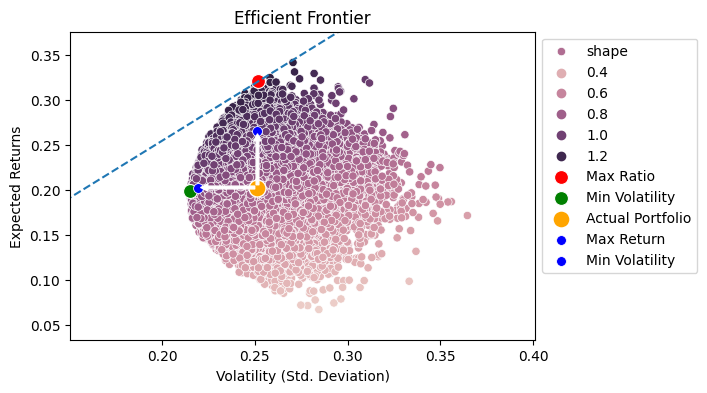 Efficient Frontier
Expected Returns
0.35
0.30
0.25
0.20
0.15
0.10
0.05
0.20
0.25
0.30
0.35
0.40
Volatility (Std. Deviation)
shape
0.4
0.6
0.8
1.0
1.2
Max Ratio
Min Volatility
Actual Portfolio
Max Return
Min Volatility